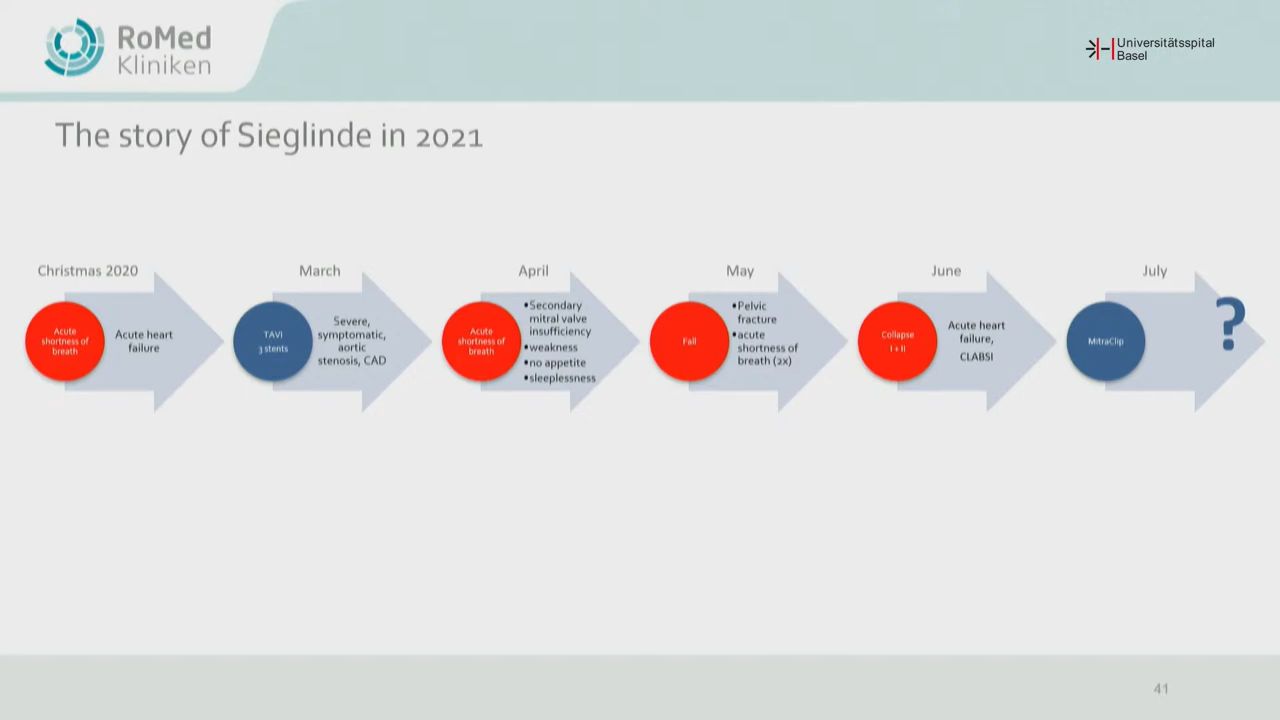 RoMed
Kliniken
Universitätsspital
Basel
The story of Sieglinde in 2021
Christmas 2020
Acute
shortness of
breath
Acute heart
failure
March
TAVI
3 stents
Severe,
symptomatic,
aortic
stenosis, CAD
April
Acute
shortness of
breath
•Secondary
mitral valve
insufficiency
•weakness
•no appetite
•sleeplessness
May
Fall
•Pelvic
fracture
•acute
shortness of
breath (2x)
June
Collapse
I + II
Acute heart
failure,
CLABSI
July
MitraClip
?
41